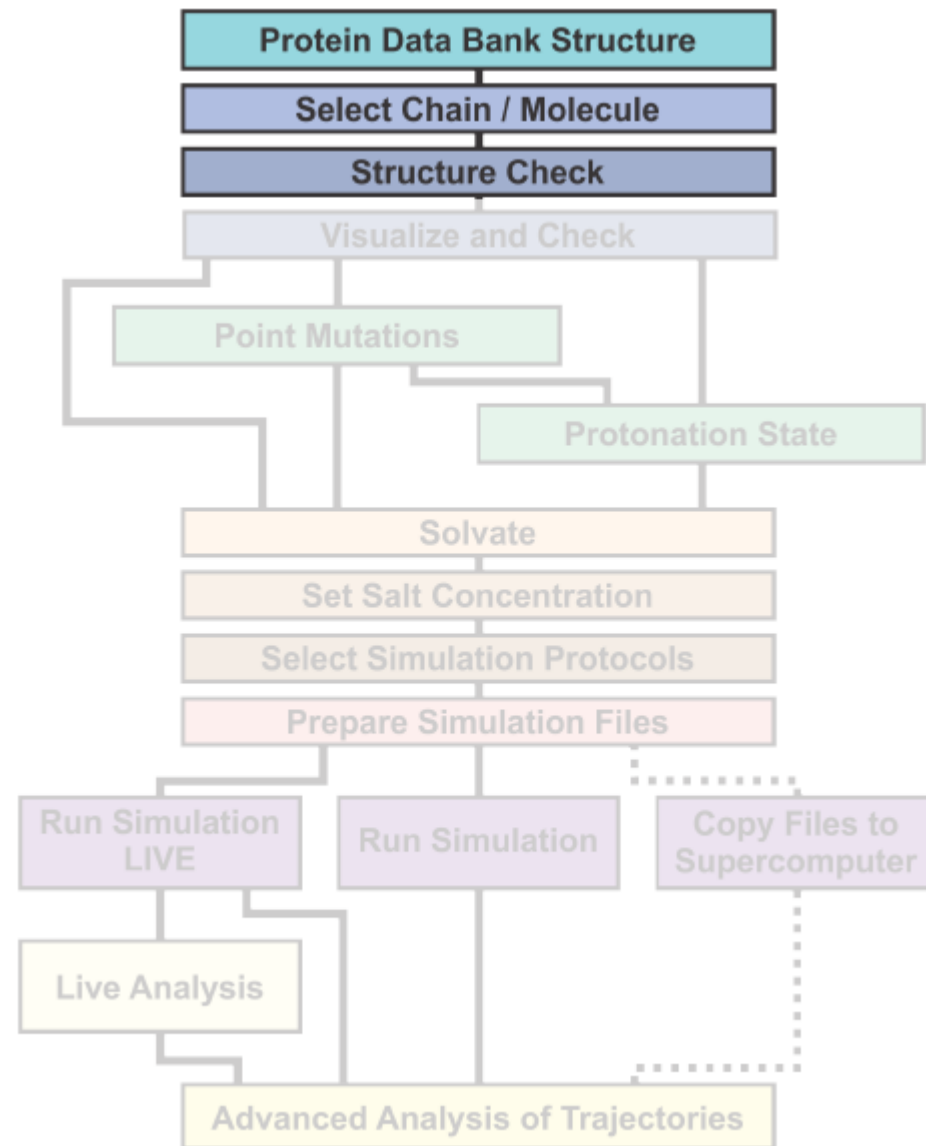 Protein Data Bank Structure
Select Chain / Molecule
Structure Check
Visualize and Check
Point Mutations
Protonation State
Solvate
Set Salt Concentration
Select Simulation Protocols
Prepare Simulation Files
Run Simulation
LIVE
Run Simulation
Copy Files to
Supercomputer
Live Analysis
Advanced Analysis of Trajectories